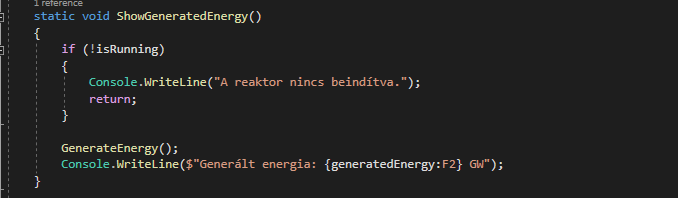 1 reference
static void ShowGeneratedEnergy()
{
if (!isRunning)
{
Console.WriteLine("A reaktor nincs beindítva.");
return;
}
GenerateEnergy();
Console.WriteLine($"Generált energia: {generatedEnergy:F2} GW");
}